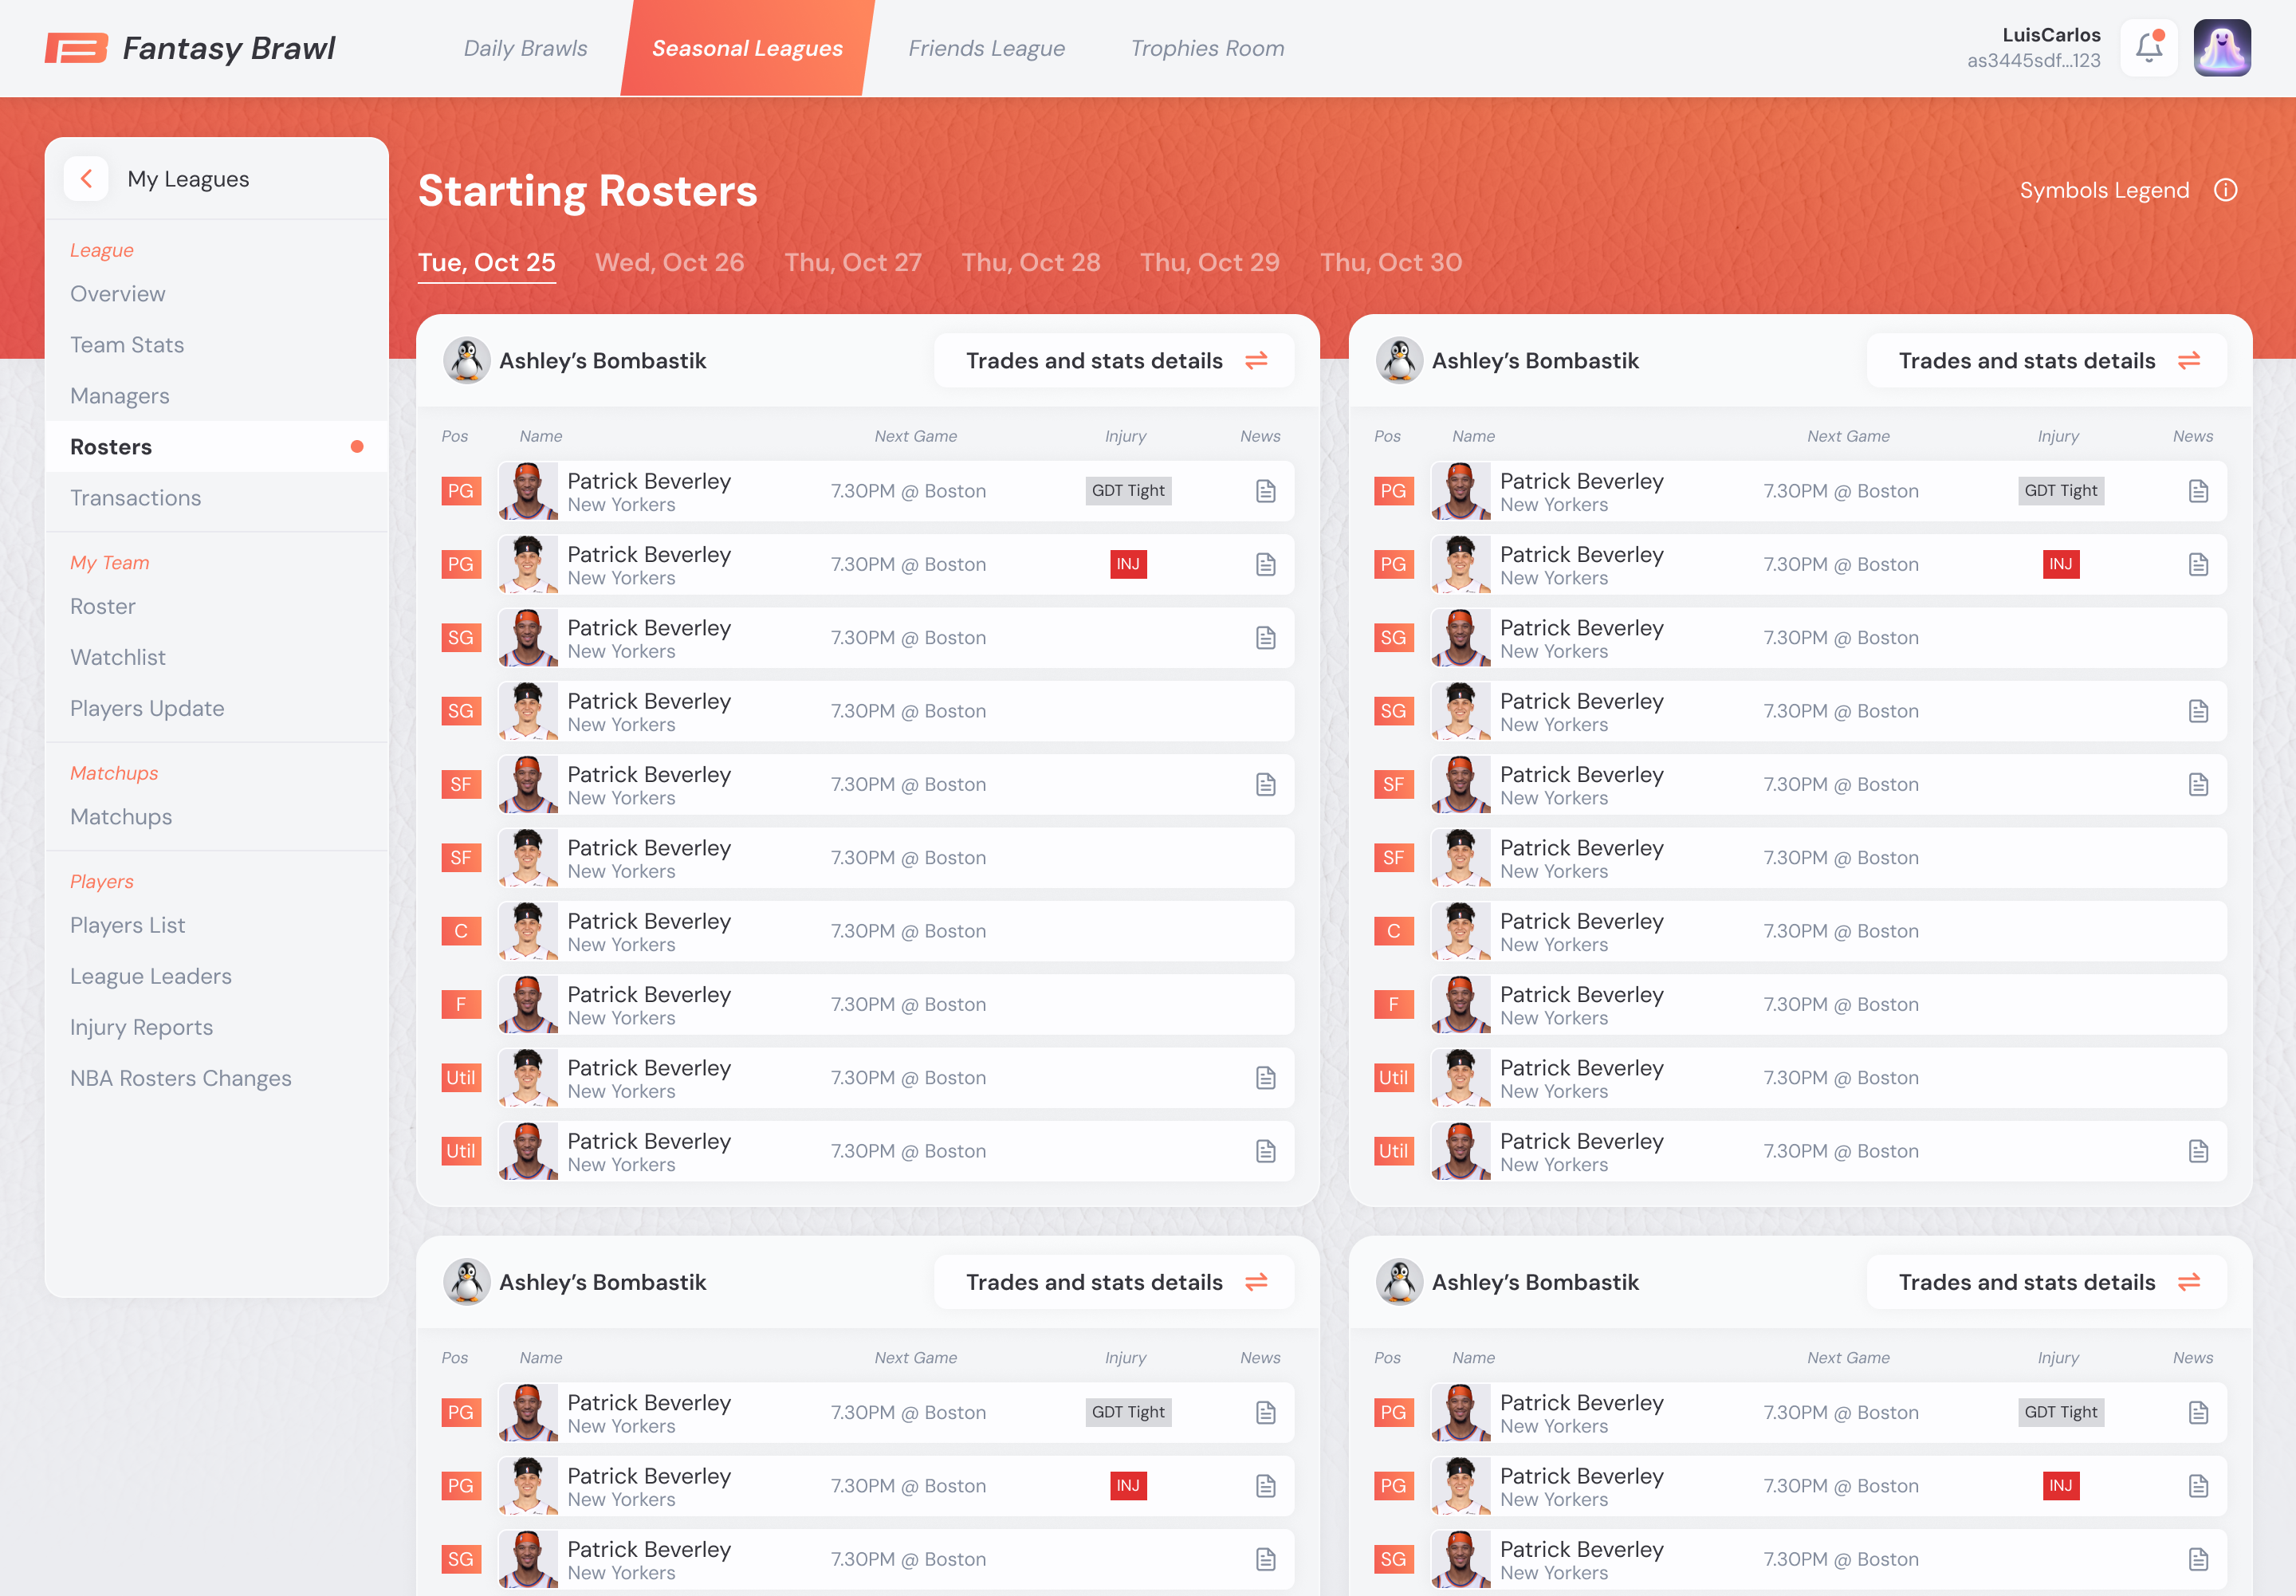 Fantasy Brawl
Daily Brawls
Seasonal Leagues
Friends League
Trophies Room
LuisCarlos
as3445sdf...123
My Leagues
League
Overview
Team Stats
Managers
Rosters
Transactions
My Team
Roster
Watchlist
Players Update
Matchups
Matchups
Players
Players List
League Leaders
Injury Reports
NBA Rosters Changes
Starting Rosters
Symbols Legend
Tue, Oct 25 Wed, Oct 26 Thu, Oct 27 Thu, Oct 28 Thu, Oct 29 Thu, Oct 30
Ashley’s Bombastik Trades and stats details
Pos Name Next Game Injury News
PG Patrick Beverley 7.30PM @ Boston GDT Tight
New Yorkers
PG Patrick Beverley 7.30PM @ Boston INJ
New Yorkers
SG Patrick Beverley 7.30PM @ Boston
New Yorkers
SG Patrick Beverley 7.30PM @ Boston
New Yorkers
SF Patrick Beverley 7.30PM @ Boston
New Yorkers
SF Patrick Beverley 7.30PM @ Boston
New Yorkers
C Patrick Beverley 7.30PM @ Boston
New Yorkers
F Patrick Beverley 7.30PM @ Boston
New Yorkers
Util Patrick Beverley 7.30PM @ Boston
New Yorkers
Util Patrick Beverley 7.30PM @ Boston
New Yorkers
Ashley’s Bombastik Trades and stats details
Pos Name Next Game Injury News
PG Patrick Beverley 7.30PM @ Boston GDT Tight
New Yorkers
PG Patrick Beverley 7.30PM @ Boston INJ
New Yorkers
SG Patrick Beverley 7.30PM @ Boston
New Yorkers
SG Patrick Beverley 7.30PM @ Boston
New Yorkers
SF Patrick Beverley 7.30PM @ Boston
New Yorkers
SF Patrick Beverley 7.30PM @ Boston
New Yorkers
C Patrick Beverley 7.30PM @ Boston
New Yorkers
F Patrick Beverley 7.30PM @ Boston
New Yorkers
Util Patrick Beverley 7.30PM @ Boston
New Yorkers
Util Patrick Beverley 7.30PM @ Boston
New Yorkers
Ashley’s Bombastik Trades and stats details
Pos Name Next Game Injury News
PG Patrick Beverley 7.30PM @ Boston GDT Tight
New Yorkers
PG Patrick Beverley 7.30PM @ Boston INJ
New Yorkers
SG Patrick Beverley 7.30PM @ Boston
New Yorkers
Ashley’s Bombastik Trades and stats details
Pos Name Next Game Injury News
PG Patrick Beverley 7.30PM @ Boston GDT Tight
New Yorkers
PG Patrick Beverley 7.30PM @ Boston INJ
New Yorkers
SG Patrick Beverley 7.30PM @ Boston
New Yorkers